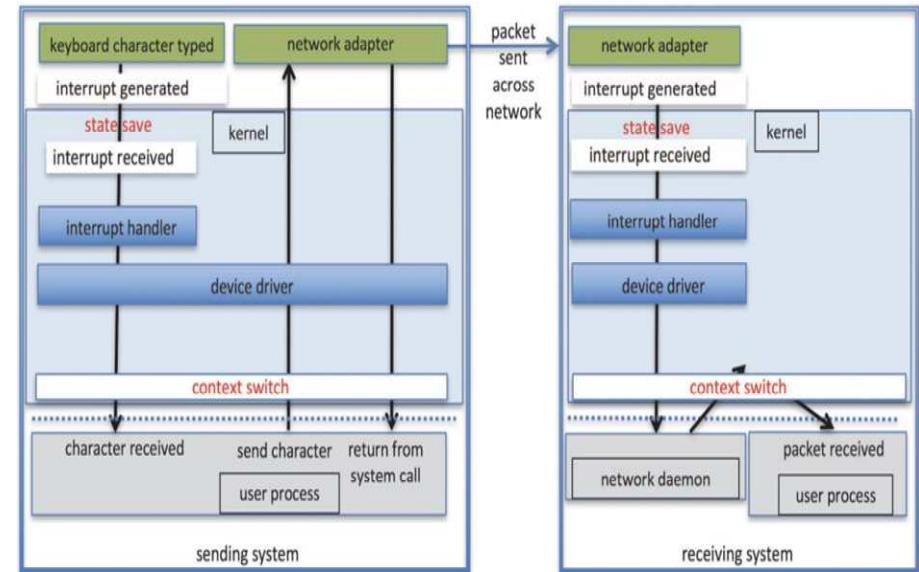 keyboard character typed
network adapter
interrupt generated
state save
kernel
interrupt received
interrupt handler
device driver
context switch
character received
send character
return from
system call
user process
sending system
packet
sent
across
network
network adapter
interrupt generated
state save
kernel
interrupt received
interrupt handler
device driver
context switch
network daemon
packet received
user process
receiving system